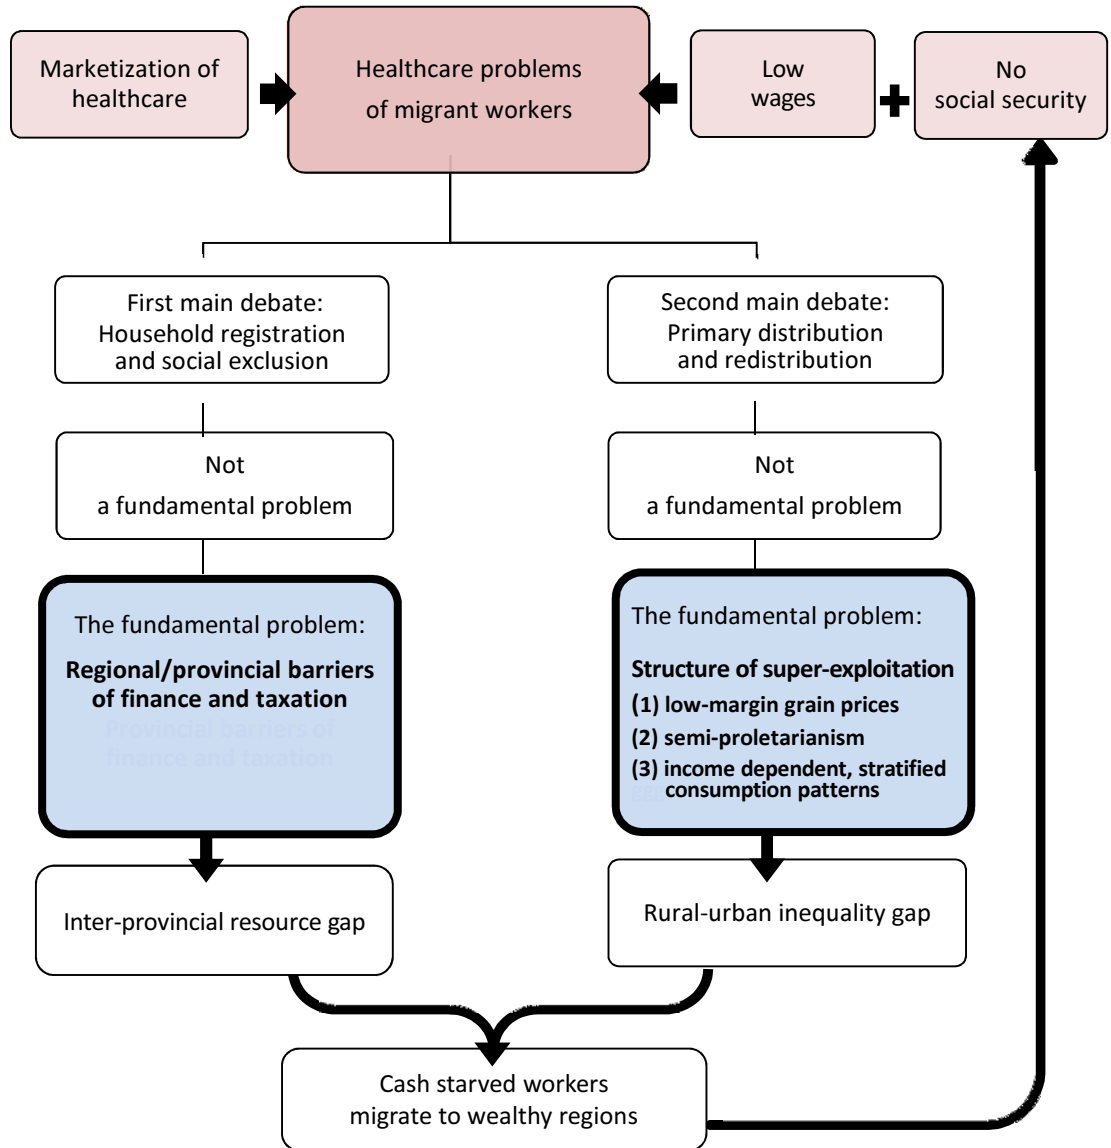 Marketization of
healthcare
Healthcare problems
of migrant workers
Low
wages
No
social security
First main debate:
Household registration
and social exclusion
Second main debate:
Primary distribution
and redistribution
Not
a fundamental problem
Not
a fundamental problem
The fundamental problem:
Regional/provincial barriers
of finance and taxation
Provincial barriers of
finance and taxation
The fundamental problem:
Structure of super-exploitation
(1) low-margin grain prices
(2) semi-proletarianism
(3) income dependent, stratified
consumption patterns
Inter-provincial resource gap
Rural-urban inequality gap
Cash starved workers
migrate to wealthy regions